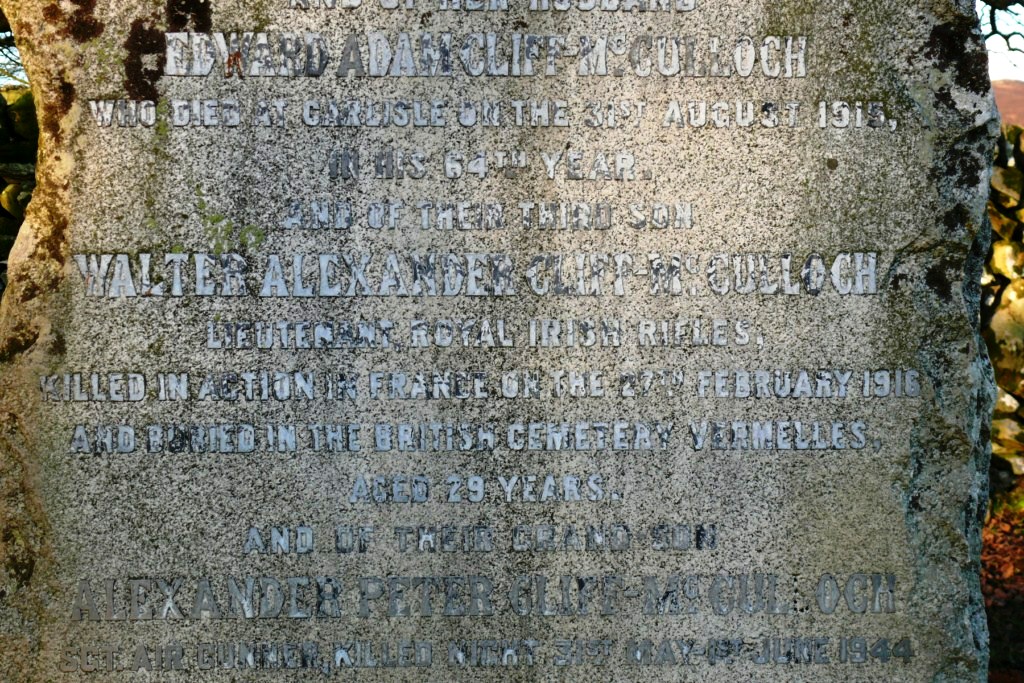 AND OF HER HUSBAND
EDWARD ADAM CLIFF-McCULLOCH
WHO DIED AT CARLISLE ON THE 31ST AUGUST 1915,
IN HIS 64TH YEAR.
AND OF THEIR THIRD SON
WALTER ALEXANDER CLIFF-McCULLOCH
LIEUTENANT, ROYAL IRISH RIFLES,
KILLED IN ACTION IN FRANCE ON THE 27TH FEBRUARY 1916
AND BURIED IN THE BRITISH CEMETERY VERMELLES,
AGED 29 YEARS.
AND OF THEIR GRAND SON
ALEXANDER PETER CLIFF-McCULLOCH
SGT AIR GUNNER, KILLED NIGHT 31ST MAY-1ST JUNE 1944